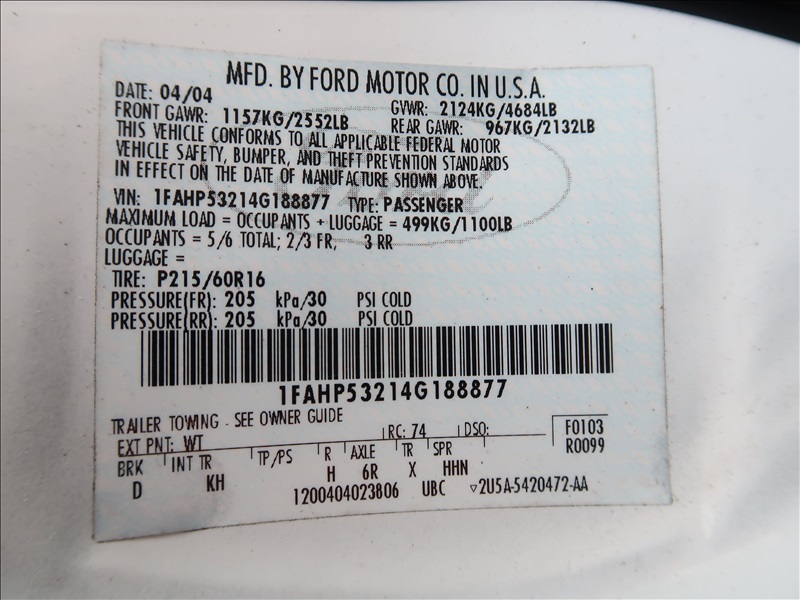 MFD. BY FORD MOTOR CO. IN U.S.A.
DATE: 04/04 GVWR: 2124KG/4684LB
FRONT GAWR: 1157KG/2552LB REAR GAWR: 967KG/2132LB
THIS VEHICLE CONFORMS TO ALL APPLICABLE FEDERAL MOTOR
VEHICLE SAFETY, BUMPER, AND THEFT PREVENTION STANDARDS
IN EFFECT ON THE DATE OF MANUFACTURE SHOWN ABOVE.
VIN: 1FAHP53214G188877 TYPE: PASSENGER
MAXIMUM LOAD = OCCUPANTS + LUGGAGE = 499KG/1100LB
OCCUPANTS = 5/6 TOTAL; 2/3 FR, 3 RR
LUGGAGE =
TIRE: P215/60R16
PRESSURE(FR): 205 kPa/30 PSI COLD
PRESSURE(RR): 205 kPa/30 PSI COLD
1FAHP53214G188877
TRAILER TOWING - SEE OWNER GUIDE
EXT PNT: WT RC: 74 DSO: F0103
R0099
BRK INT TR TP/PS R AXLE TR SPR
D KH H 6R X HHN
1200404023806 UBC ▽2U5A-5420472-AA